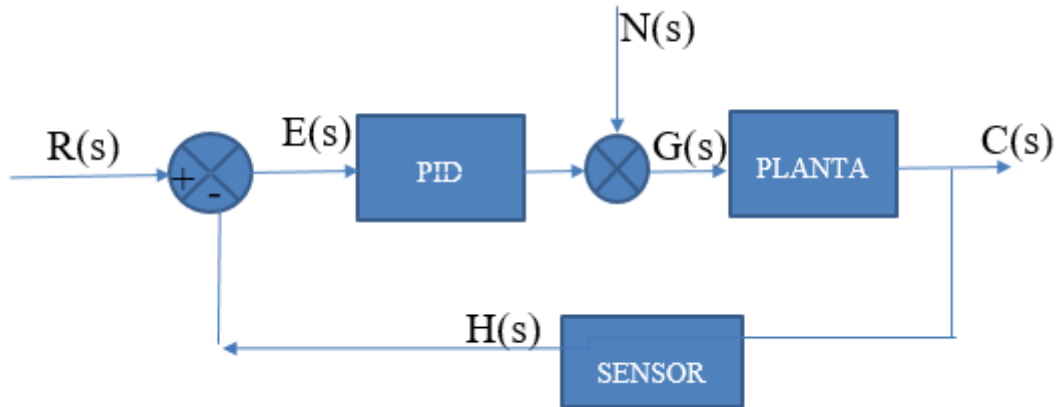 N(s)
R(s)
+
-
E(s)
PID
G(s)
PLANTA
C(s)
H(s)
SENSOR